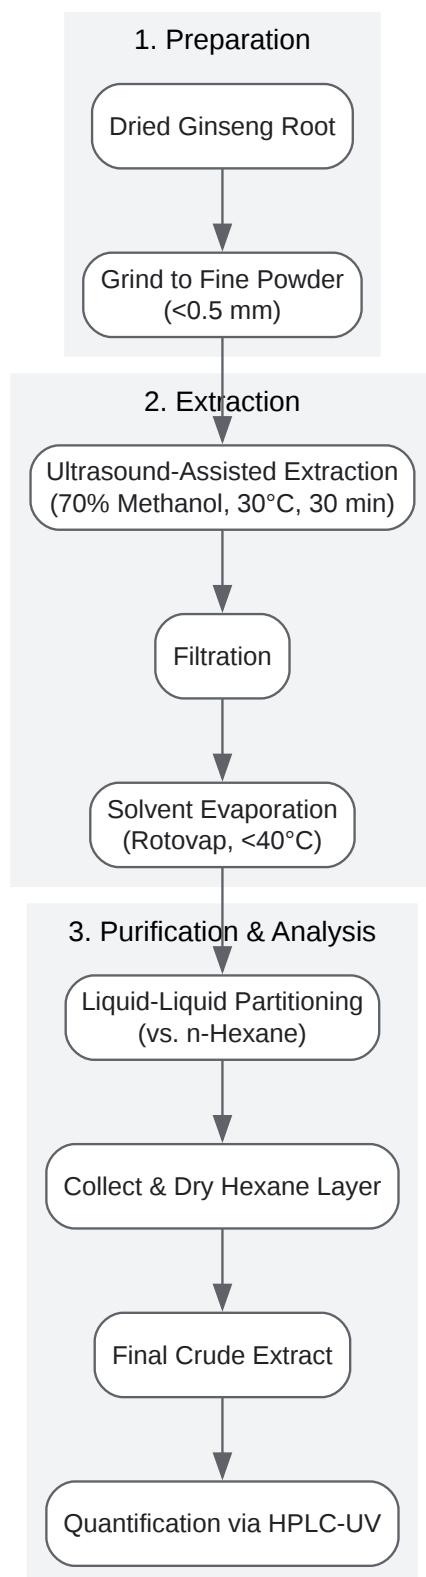 1. Preparation
Dried Ginseng Root
Grind to Fine Powder
(<0.5 mm)
2. Extraction
Ultrasound-Assisted Extraction
(70% Methanol, 30°C, 30 min)
Filtration
Solvent Evaporation
(Rotovap, <40°C)
3. Purification & Analysis
Liquid-Liquid Partitioning
(vs. n-Hexane)
Collect & Dry Hexane Layer
Final Crude Extract
Quantification via HPLC-UV